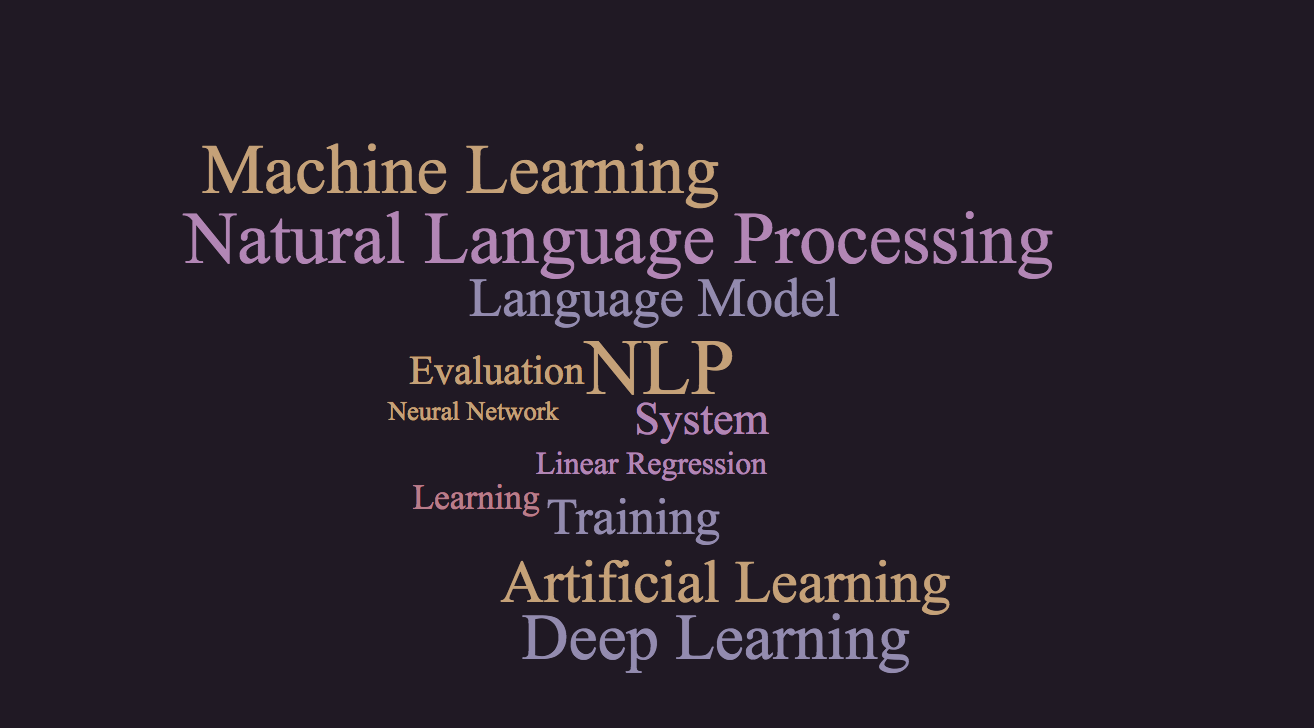 Machine Learning
Natural Language Processing
Language Model
Evaluation NLP
Neural Network System
Linear Regression
Learning Training
Artificial Learning
Deep Learning